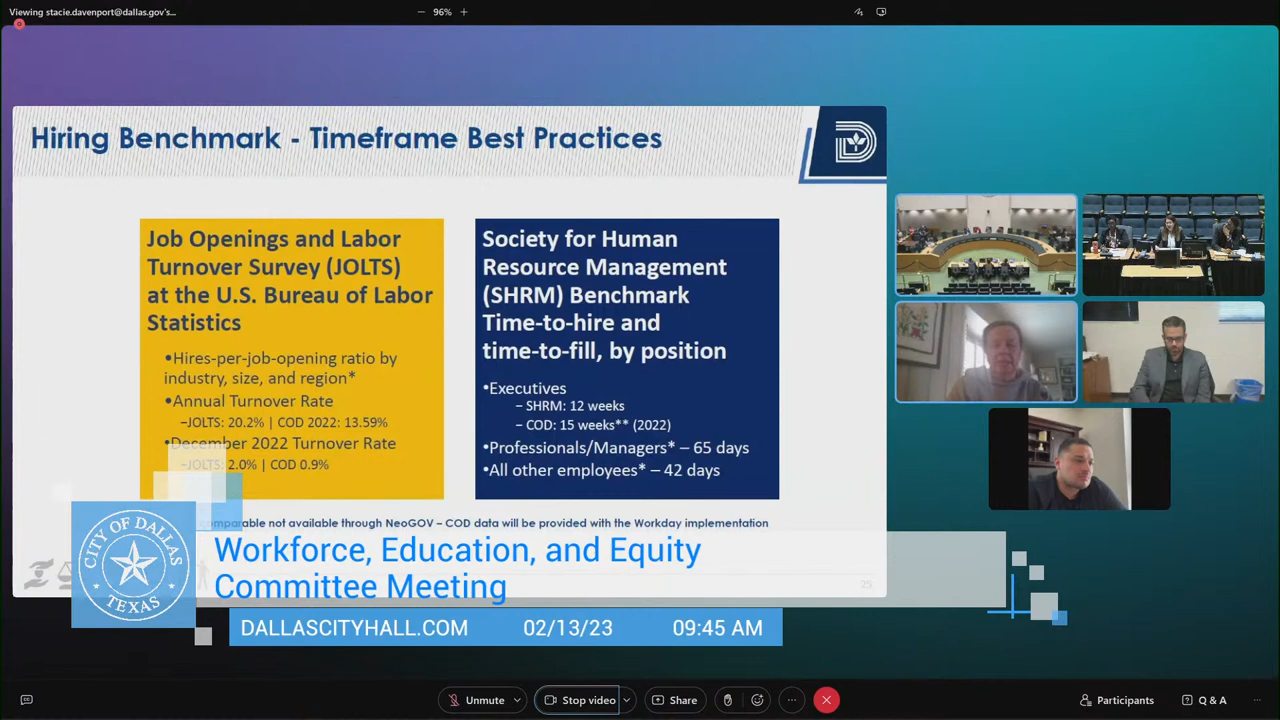 Viewing stacie.davenport@dallas.gov's...
96%
Hiring Benchmark - Timeframe Best Practices
Job Openings and Labor
Turnover Survey (JOLTS)
at the U.S. Bureau of Labor
Statistics
•Hires-per-job-opening ratio by
industry, size, and region*
•Annual Turnover Rate
–JOLTS: 20.2% | COD 2022: 13.59%
•December 2022 Turnover Rate
–JOLTS: 2.0% | COD 0.9%
Society for Human
Resource Management
(SHRM) Benchmark
Time-to-hire and
time-to-fill, by position
•Executives
– SHRM: 12 weeks
– COD: 15 weeks** (2022)
•Professionals/Managers* – 65 days
•All other employees* – 42 days
comparable not available through NeoGOV – COD data will be provided with the Workday implementation
CITY OF DALLAS
TEXAS
Workforce, Education, and Equity
Committee Meeting
25
DALLASCITYHALL.COM 02/13/23 09:45 AM
Unmute
Stop video
Share
Participants
Q & A